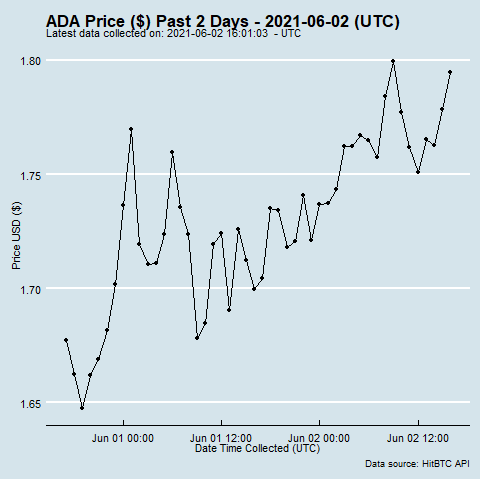 ADA Price ($) Past 2 Days - 2021-06-02 (UTC)
Latest data collected on: 2021-06-02 16:01:03 - UTC
1.80
1.75
1.70
1.65
Price USD ($)
Jun 01 00:00 Jun 01 12:00 Jun 02 00:00 Jun 02 12:00
Date Time Collected (UTC)
Data source: HitBTC API